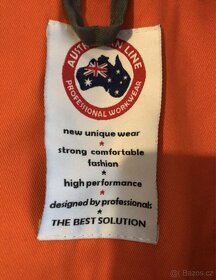 AUSTRALIAN LINE
PROFESSIONAL WORKWEAR
new unique wear
strong comfortable
fashion
high performance
designed by professionals
THE BEST SOLUTION
Bazoš.cz